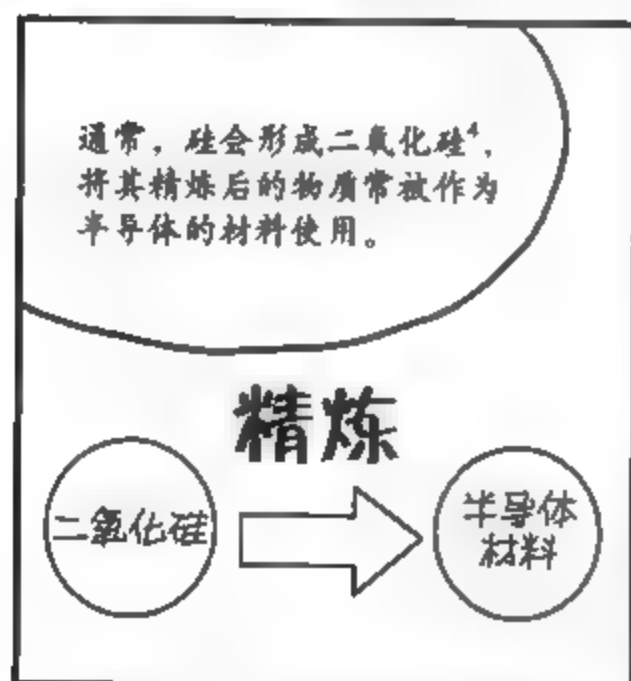 通常，硅会形成二氧化硅⁴，
将其精炼后的物质常被作为
半导体的材料使用。
精炼
二氧化硅
半导体
材料